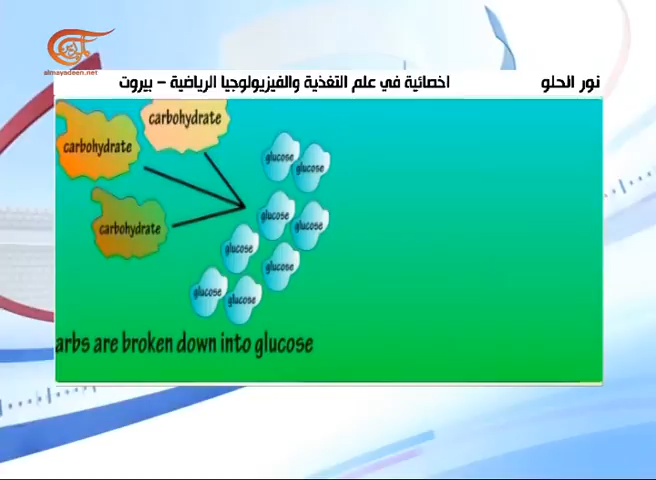 almayadeen.net
نور الحلو
اخصائية في علم التغذية والفيزيولوجيا الرياضية – بيروت
carbohydrate
carbohydrate
carbohydrate
glucose
glucose
glucose
glucose
glucose
glucose
glucose
glucose
arbs are broken down into glucose